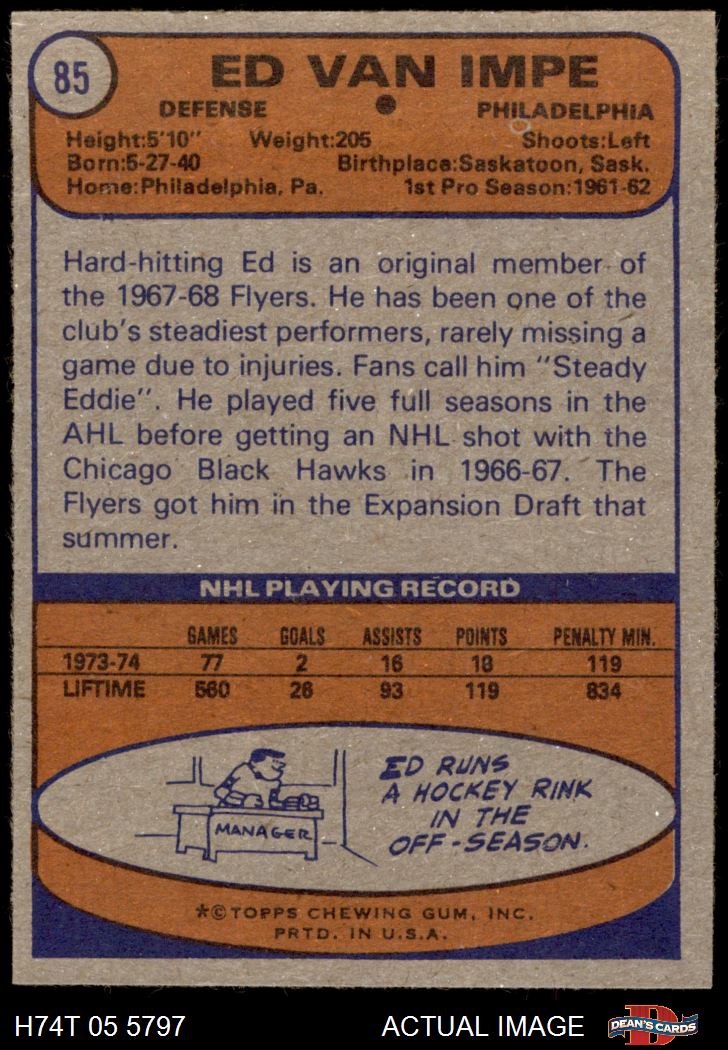 85
ED VAN IMPE
DEFENSE ● PHILADELPHIA
Height:5'10" Weight:205 Shoots:Left
Born:5-27-40 Birthplace:Saskatoon, Sask.
Home:Philadelphia, Pa. 1st Pro Season:1961-62
Hard-hitting Ed is an original member of
the 1967-68 Flyers. He has been one of the
club's steadiest performers, rarely missing a
game due to injuries. Fans call him "Steady
Eddie". He played five full seasons in the
AHL before getting an NHL shot with the
Chicago Black Hawks in 1966-67. The
Flyers got him in the Expansion Draft that
summer.
NHL PLAYING RECORD
GAMES GOALS ASSISTS POINTS PENALTY MIN.
1973-74 77 2 16 18 119
LIFTIME 560 26 93 119 834
ED RUNS
A HOCKEY RINK
IN THE
OFF-SEASON.
MANAGER
*©TOPPS CHEWING GUM, INC.
PRTD. IN U.S.A.
H74T 05 5797 ACTUAL IMAGE
D
DEAN'S CARDS